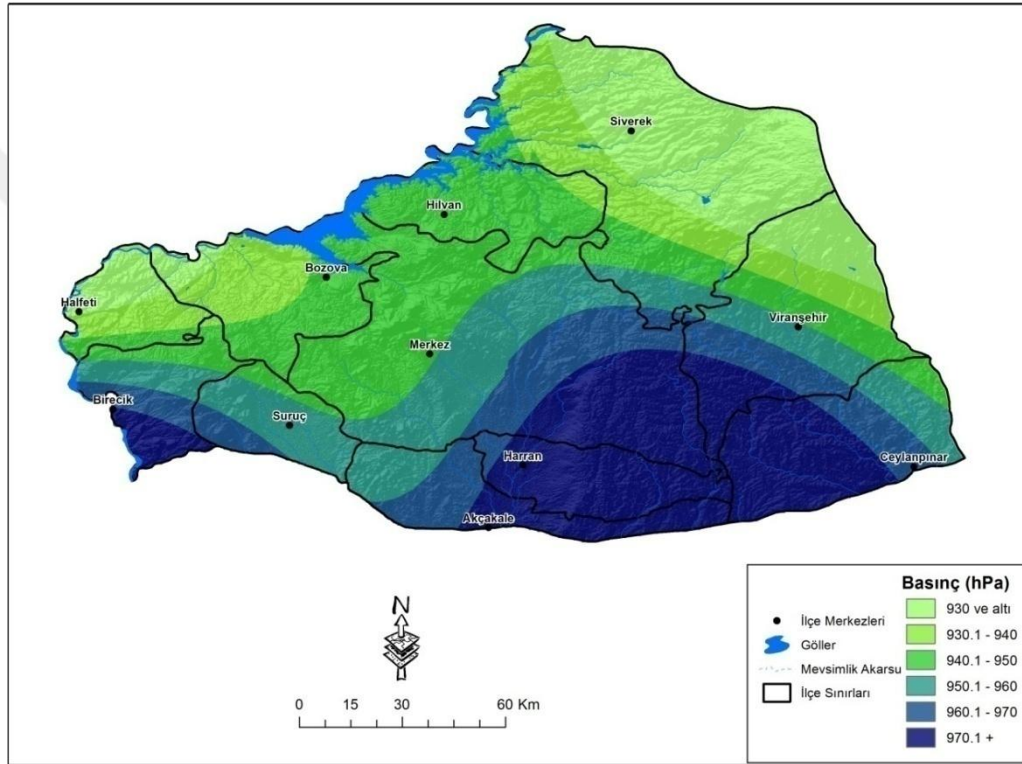 Siverek
Hilvan
Bozova
Halfeti
Viranşehir
Merkez
Birecik
Suruç
Harran
Ceylanpınar
Akçakale
N
0 15 30 60 Km
Basınç (hPa)
930 ve altı
930.1 - 940
940.1 - 950
950.1 - 960
960.1 - 970
970.1 +
İlçe Merkezleri
Göller
Mevsimlik Akarsu
İlçe Sınırları